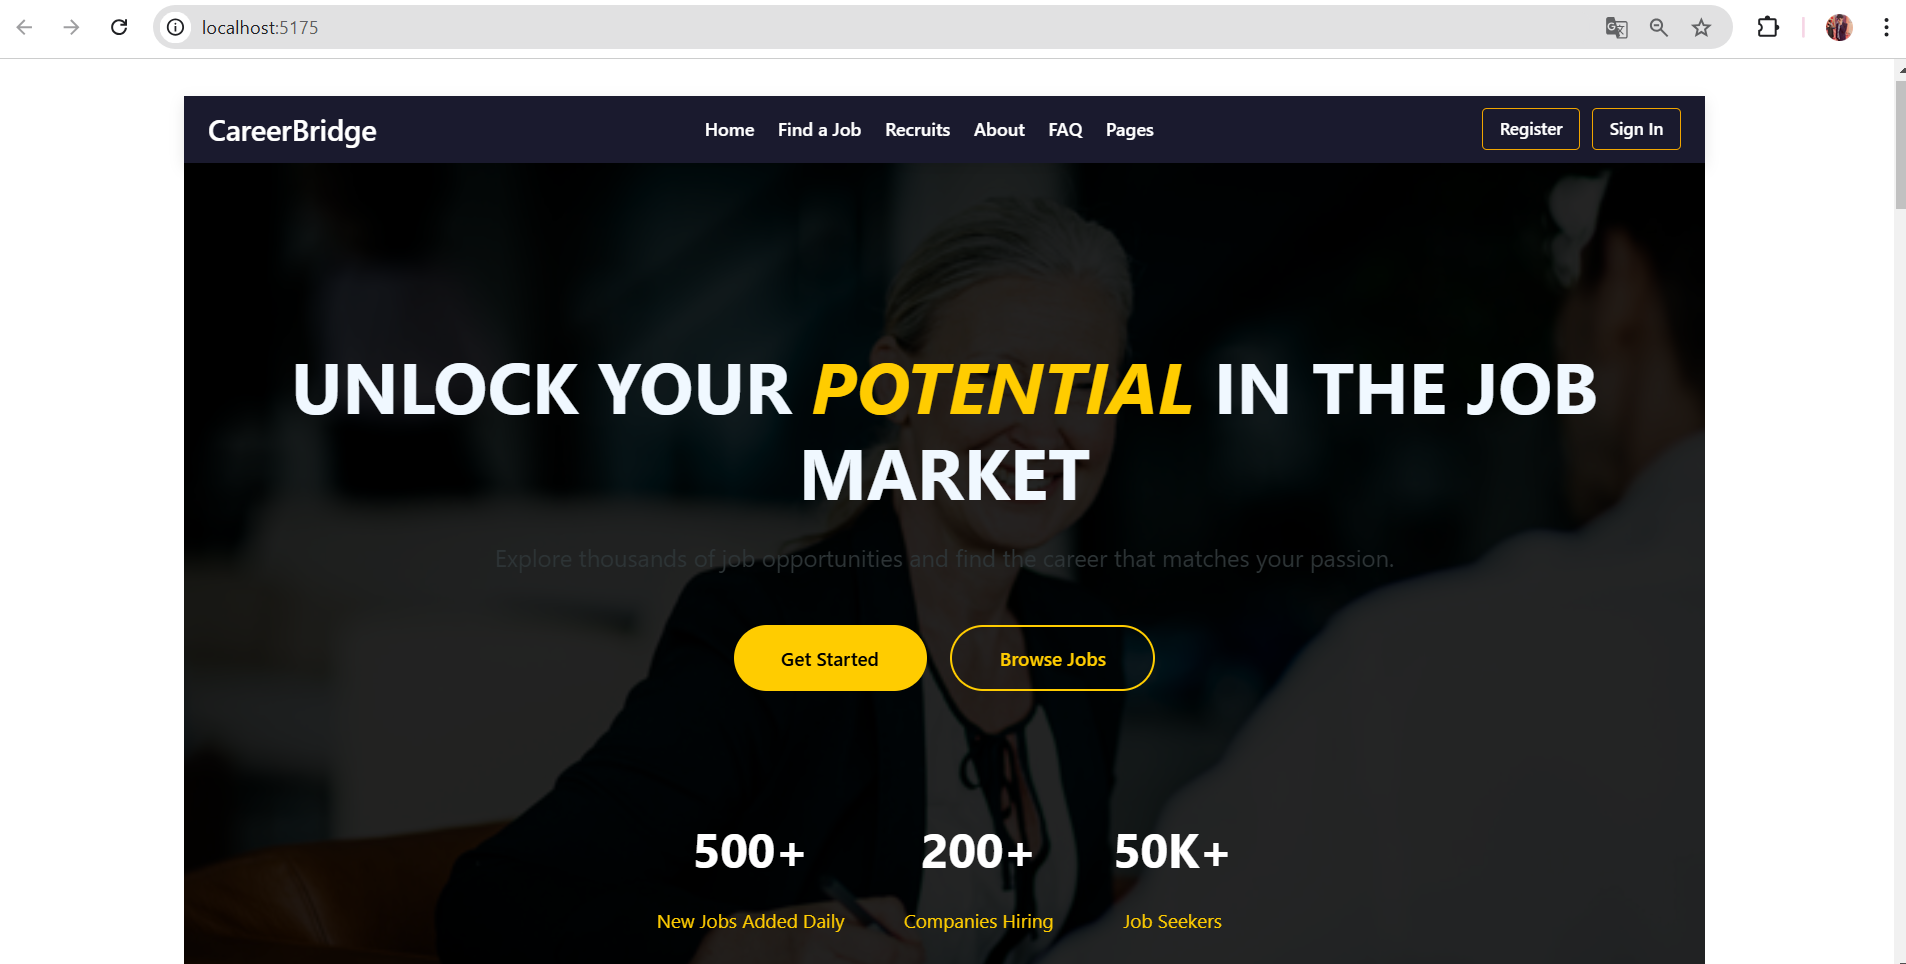 localhost:5175
CareerBridge
Home Find a Job Recruits About FAQ Pages
Register Sign In
UNLOCK YOUR POTENTIAL IN THE JOB
MARKET
Explore thousands of job opportunities and find the career that matches your passion.
Get Started Browse Jobs
500+ 200+ 50K+
New Jobs Added Daily Companies Hiring Job Seekers